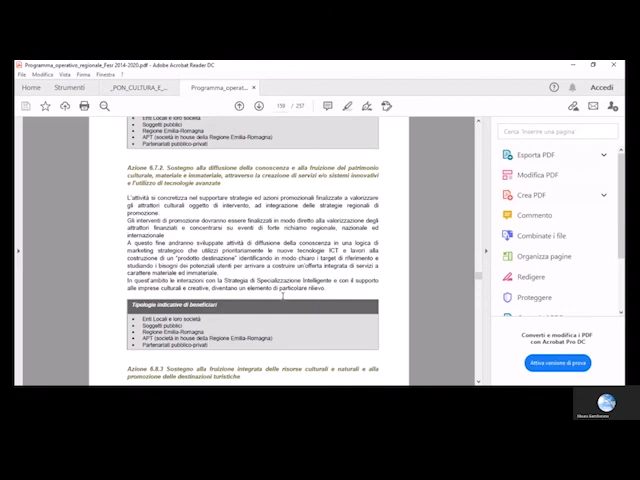 Programma_operativo_regionale_Fesr 2014-2020.pdf - Adobe Acrobat Reader DC
File Modifica Vista Firma Finestra ?
Home Strumenti _PON_CULTURA_E_... Programma_operat... × Accedi
159 / 257
Enti Locali e loro società
Soggetti pubblici
Regione Emilia-Romagna
APT (società in house della Regione Emilia-Romagna)
Partenariati pubblico-privati
Azione 6.7.2. Sostegno alla diffusione della conoscenza e alla fruizione del patrimonio
culturale, materiale e immateriale, attraverso la creazione di servizi e/o sistemi innovativi
e l'utilizzo di tecnologie avanzate
L'attività si concretizza nel supportare strategie ed azioni promozionali finalizzate a valorizzare
gli attrattori culturali oggetto di intervento, ad integrazione delle strategie regionali di
promozione.
Gli interventi di promozione dovranno essere finalizzati in modo diretto alla valorizzazione degli
attrattori finanziati e concentrarsi su eventi di forte richiamo regionale, nazionale ed
internazionale
A questo fine andranno sviluppate attività di diffusione della conoscenza in una logica di
marketing strategico che utilizzi prioritariamente le nuove tecnologie ICT e lavori alla
costruzione di un "prodotto destinazione" identificando in modo chiaro i target di riferimento e
studiando i bisogni dei potenziali utenti per arrivare a costruire un'offerta integrata di servizi a
carattere materiale ed immateriale.
In quest'ambito le interazioni con la Strategia di Specializzazione Intelligente e con il supporto
alle imprese culturali e creative, diventano un elemento di particolare rilievo.
Tipologie indicative di beneficiari
Enti Locali e loro società
Soggetti pubblici
Regione Emilia-Romagna
APT (società in house della Regione Emilia-Romagna)
Partenariati pubblico-privati
Azione 6.8.3 Sostegno alla fruizione integrata delle risorse culturali e naturali e alla
promozione delle destinazioni turistiche
Cerca 'Inserire una pagina'
Esporta PDF
Modifica PDF
Crea PDF
Commento
Combinate i file
Organizza pagine
Redigere
Proteggere
Converti e modifica i PDF
con Acrobat Pro DC
Attiva versione di prova